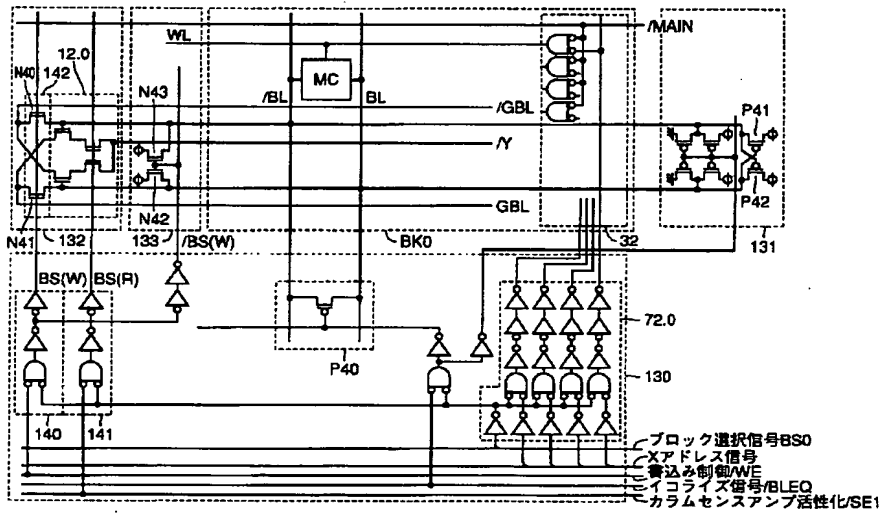 /MAIN
WL
12.0
142
N40
N43
MC
/BL
BL
/GBL
/Y
P41
P42
N42
GBL
N41
132
133
/BS(W)
BK0
32
131
BS(W)
BS(R)
P40
72.0
130
140
141
ブロック選択信号BS0
Xアドレス信号
書込み制御/WE
イコライズ信号/BLEQ
カラムセンスアンプ活性化/SE1